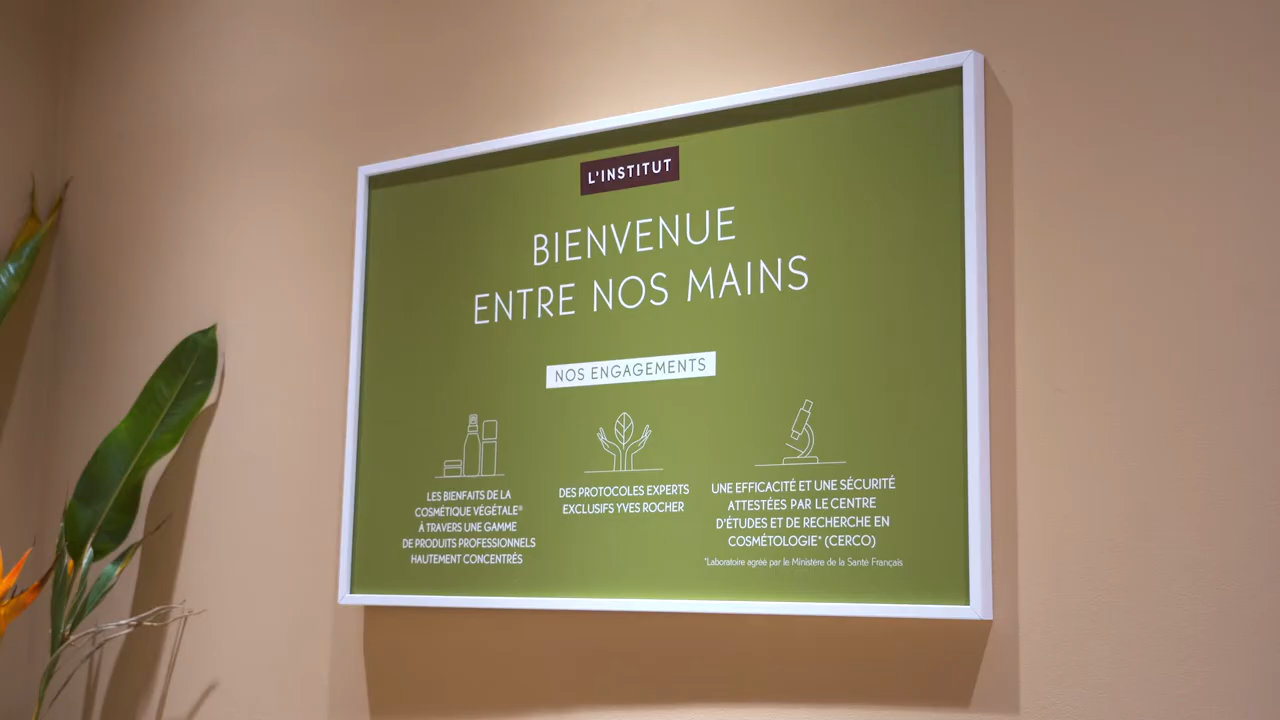 L'INSTITUT
BIENVENUE
ENTRE NOS MAINS
NOS ENGAGEMENTS
LES BIENFAITS DE LA
COSMÉTIQUE VÉGÉTALE®
À TRAVERS UNE GAMME
DE PRODUITS PROFESSIONNELS
HAUTEMENT CONCENTRÉS
DES PROTOCOLES EXPERTS
EXCLUSIFS YVES ROCHER
UNE EFFICACITÉ ET UNE SÉCURITÉ
ATTESTÉES PAR LE CENTRE
D'ÉTUDES ET DE RECHERCHE EN
COSMÉTOLOGIE* (CERCO)
*Laboratoire agréé par le Ministère de la Santé Français